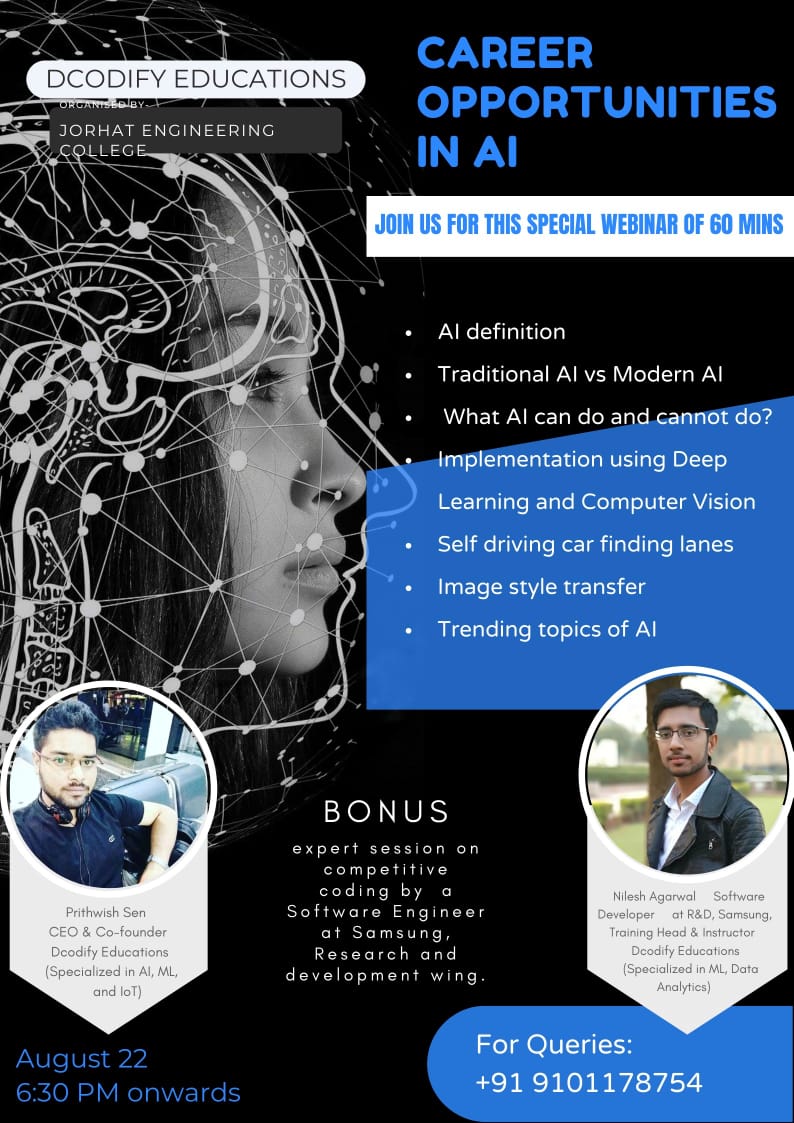 DCODIFY EDUCATIONS
ORGANISED BY-
JORHAT ENGINEERING
COLLEGE
CAREER
OPPORTUNITIES
IN AI
JOIN US FOR THIS SPECIAL WEBINAR OF 60 MINS
• AI definition
• Traditional AI vs Modern AI
• What AI can do and cannot do?
• Implementation using Deep
Learning and Computer Vision
• Self driving car finding lanes
• Image style transfer
• Trending topics of AI
BONUS
expert session on
competitive
coding by a
Software Engineer
at Samsung,
Research and
development wing.
Prithwish Sen
CEO & Co-founder
Dcodify Educations
(Specialized in AI, ML,
and IoT)
Nilesh Agarwal Software
Developer at R&D, Samsung,
Training Head & Instructor
Dcodify Educations
(Specialized in ML, Data
Analytics)
August 22
6:30 PM onwards
For Queries:
+91 9101178754